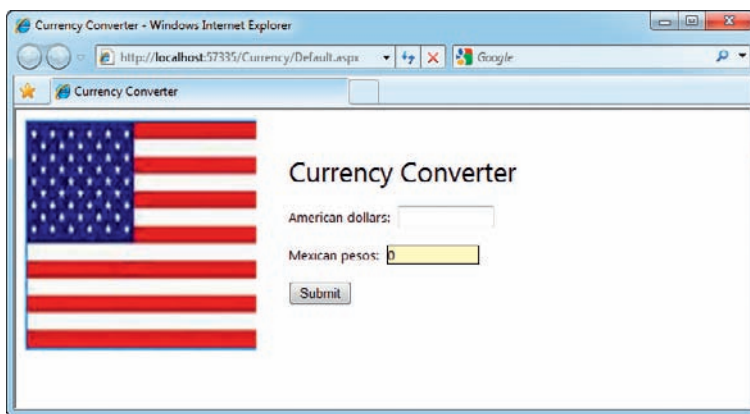 Currency Converter - Windows Internet Explorer
http://localhost:57335/Currency/Default.aspx
Google
Currency Converter
Currency Converter
American dollars:
Mexican pesos: 0
Submit